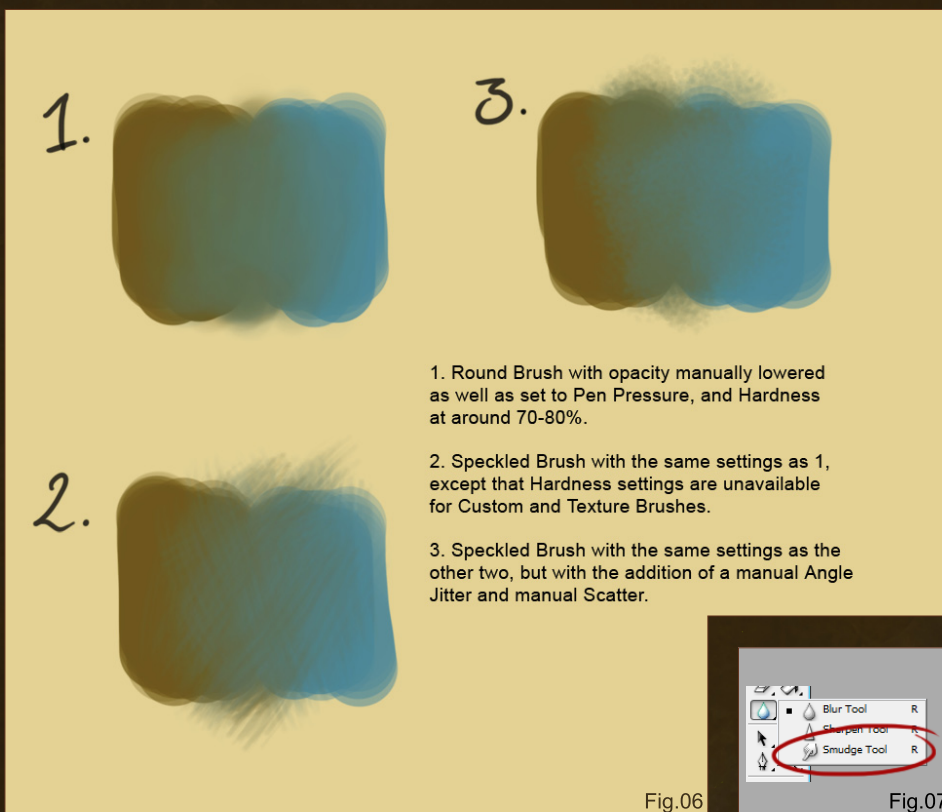 1.
3.
1. Round Brush with opacity manually lowered
as well as set to Pen Pressure, and Hardness
at around 70-80%.
2. Speckled Brush with the same settings as 1,
except that Hardness settings are unavailable
for Custom and Texture Brushes.
3. Speckled Brush with the same settings as the
other two, but with the addition of a manual Angle
Jitter and manual Scatter.
2.
Blur Tool R
Sharpen Tool R
Smudge Tool R
Fig.06
Fig.07